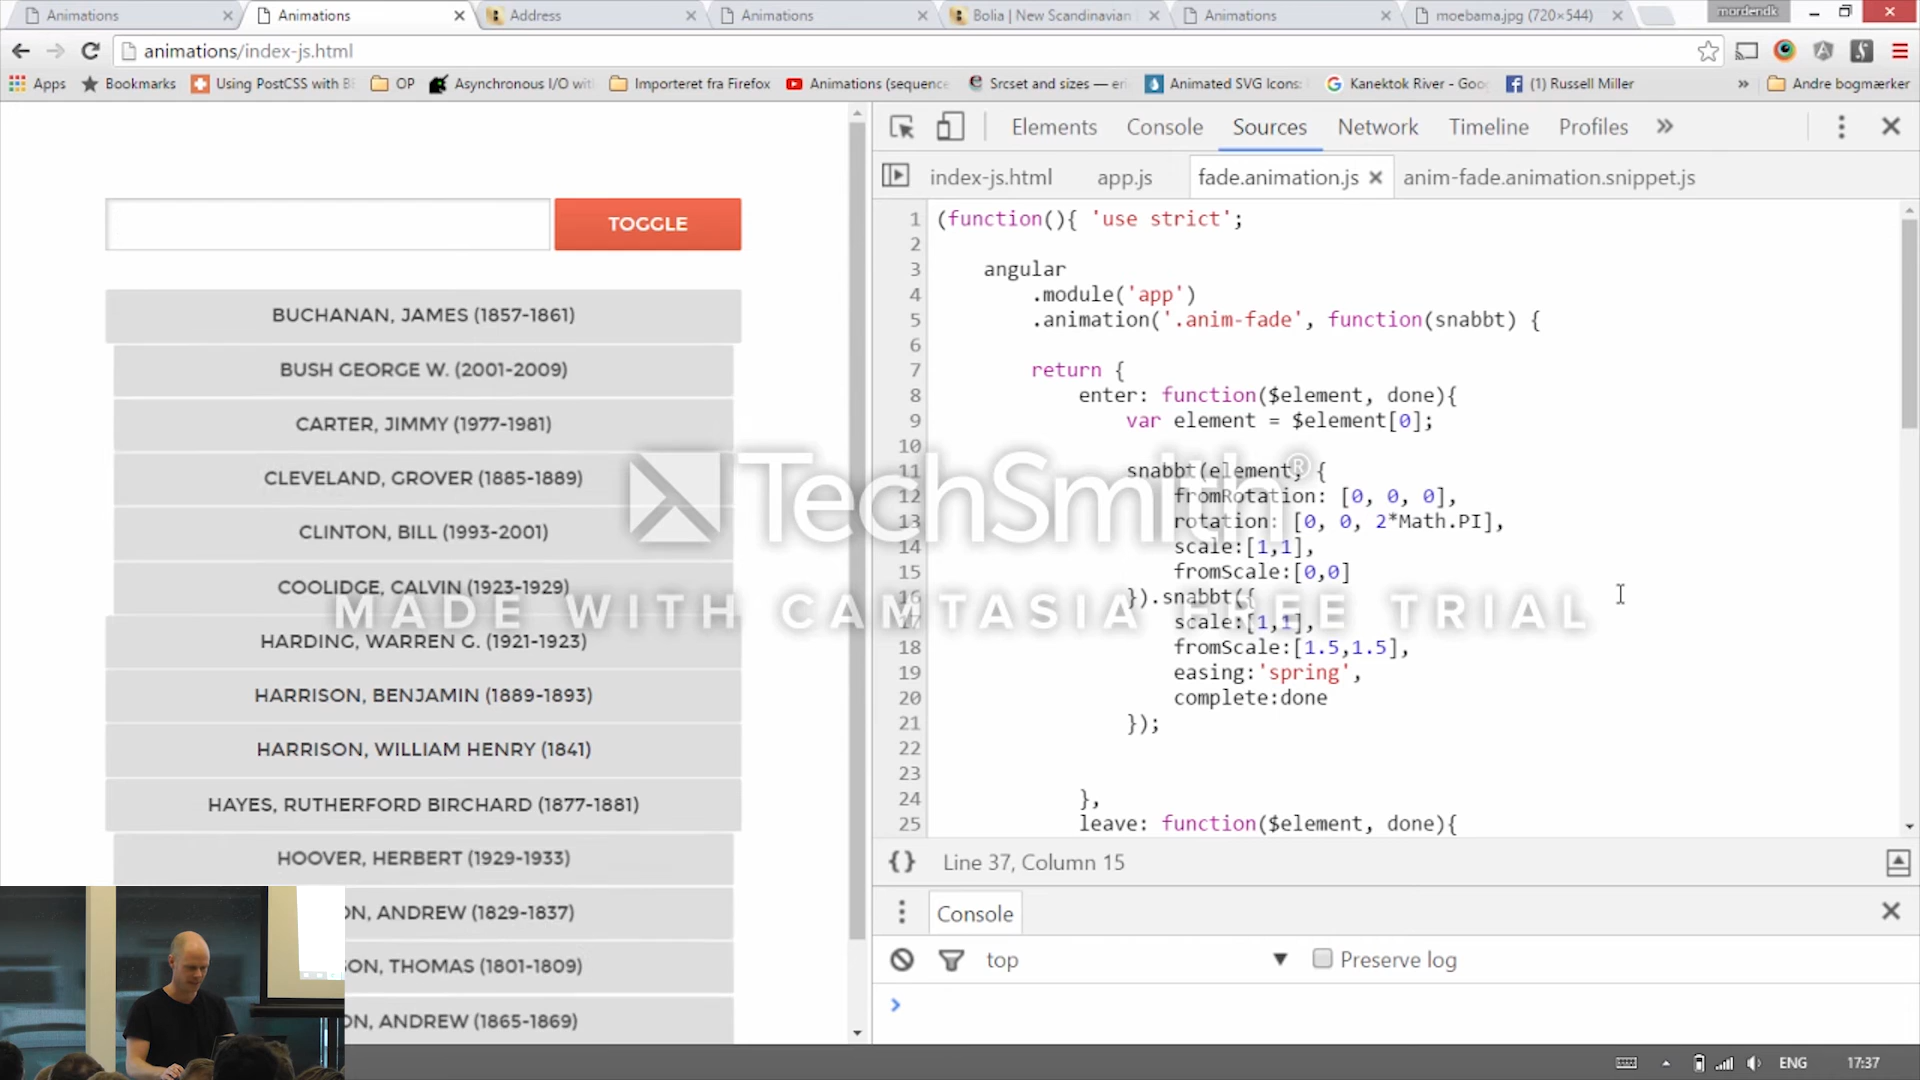 Animations
Animations
Address
Animations
Bolia | New Scandinavian
Animations
moebama.jpg (720×544)
mordendk
animations/index-js.html
Apps
Bookmarks
Using PostCSS with BE
OP
Asynchronous I/O wit
Importeret fra Firefox
Animations (sequence
Srcset and sizes — eri
Animated SVG Icons:
Kanektok River - Goo
(1) Russell Miller
»
Andre bogmærker
TOGGLE
BUCHANAN, JAMES (1857-1861)
BUSH GEORGE W. (2001-2009)
CARTER, JIMMY (1977-1981)
CLEVELAND, GROVER (1885-1889)
CLINTON, BILL (1993-2001)
COOLIDGE, CALVIN (1923-1929)
HARDING, WARREN G. (1921-1923)
HARRISON, BENJAMIN (1889-1893)
HARRISON, WILLIAM HENRY (1841)
HAYES, RUTHERFORD BIRCHARD (1877-1881)
HOOVER, HERBERT (1929-1933)
ON, ANDREW (1829-1837)
ON, THOMAS (1801-1809)
ON, ANDREW (1865-1869)
Elements Console Sources Network Timeline Profiles »
index-js.html app.js fade.animation.js × anim-fade.animation.snippet.js
1 (function(){ 'use strict';
2
3 angular
4 .module('app')
5 .animation('.anim-fade', function(snabbt) {
6
7 return {
8 enter: function($element, done){
9 var element = $element[0];
10
11 snabbt(element, {
12 fromRotation: [0, 0, 0],
13 rotation: [0, 0, 2*Math.PI],
14 scale:[1,1],
15 fromScale:[0,0]
16 }).snabbt({
17 scale:[1,1],
18 fromScale:[1.5,1.5],
19 easing:'spring',
20 complete:done
21 });
22
23
24 },
25 leave: function($element, done){
{} Line 37, Column 15
Console
top
Preserve log
TechSmith®
MADE WITH CAMTASIA FREE TRIAL
ENG
17:37